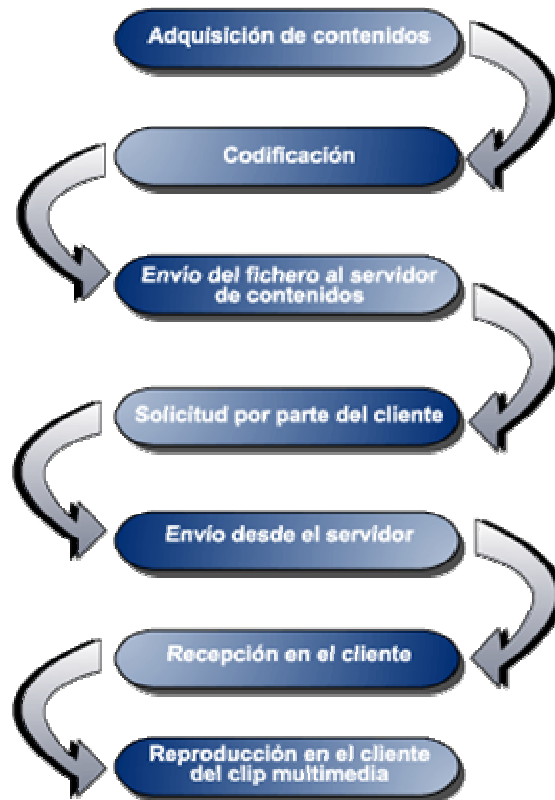 Adquisición de contenidos
Codificación
Envío del fichero al servidor
de contenidos
Solicitud por parte del cliente
Envío desde el servidor
Recepción en el cliente
Reproducción en el cliente
del clip multimedia